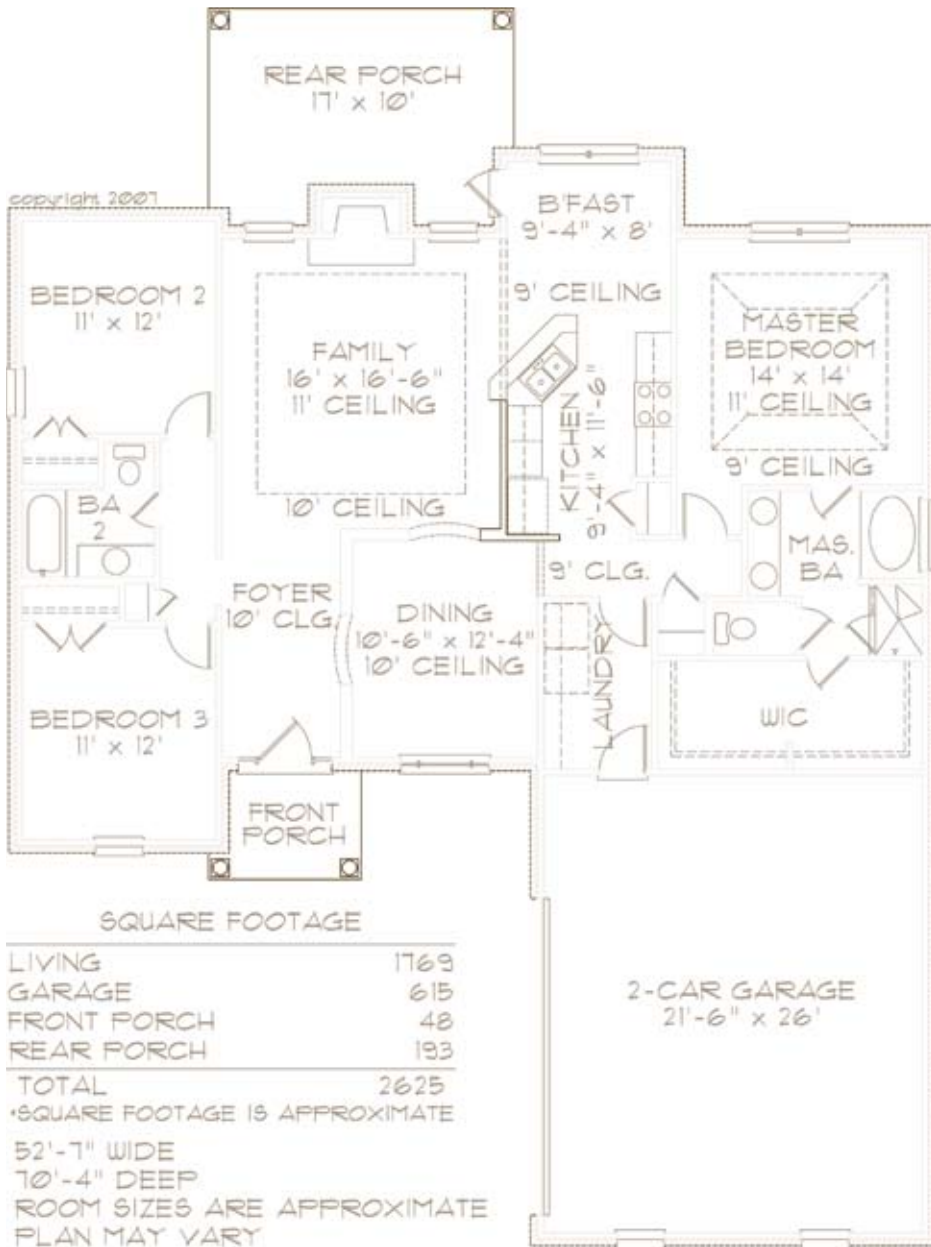 REAR PORCH
17' x 10'
copyright 2007
B'FAST
9'-4" x 8'
9' CEILING
BEDROOM 2
11' x 12'
FAMILY
16' x 16'-6"
11' CEILING
10' CEILING
KITCHEN
9'-4" x 11'-6"
MASTER
BEDROOM
14' x 14'
11' CEILING
9' CEILING
BA
2
MAS.
BA
9' CLG.
FOYER
10' CLG.
DINING
10'-6" x 12'-4"
10' CEILING
LAUNDRY
WIC
BEDROOM 3
11' x 12'
FRONT
PORCH
2-CAR GARAGE
21'-6" x 26'
SQUARE FOOTAGE
LIVING 1769
GARAGE 615
FRONT PORCH 48
REAR PORCH 193
TOTAL 2625
*SQUARE FOOTAGE IS APPROXIMATE
52'-7" WIDE
70'-4" DEEP
ROOM SIZES ARE APPROXIMATE
PLAN MAY VARY